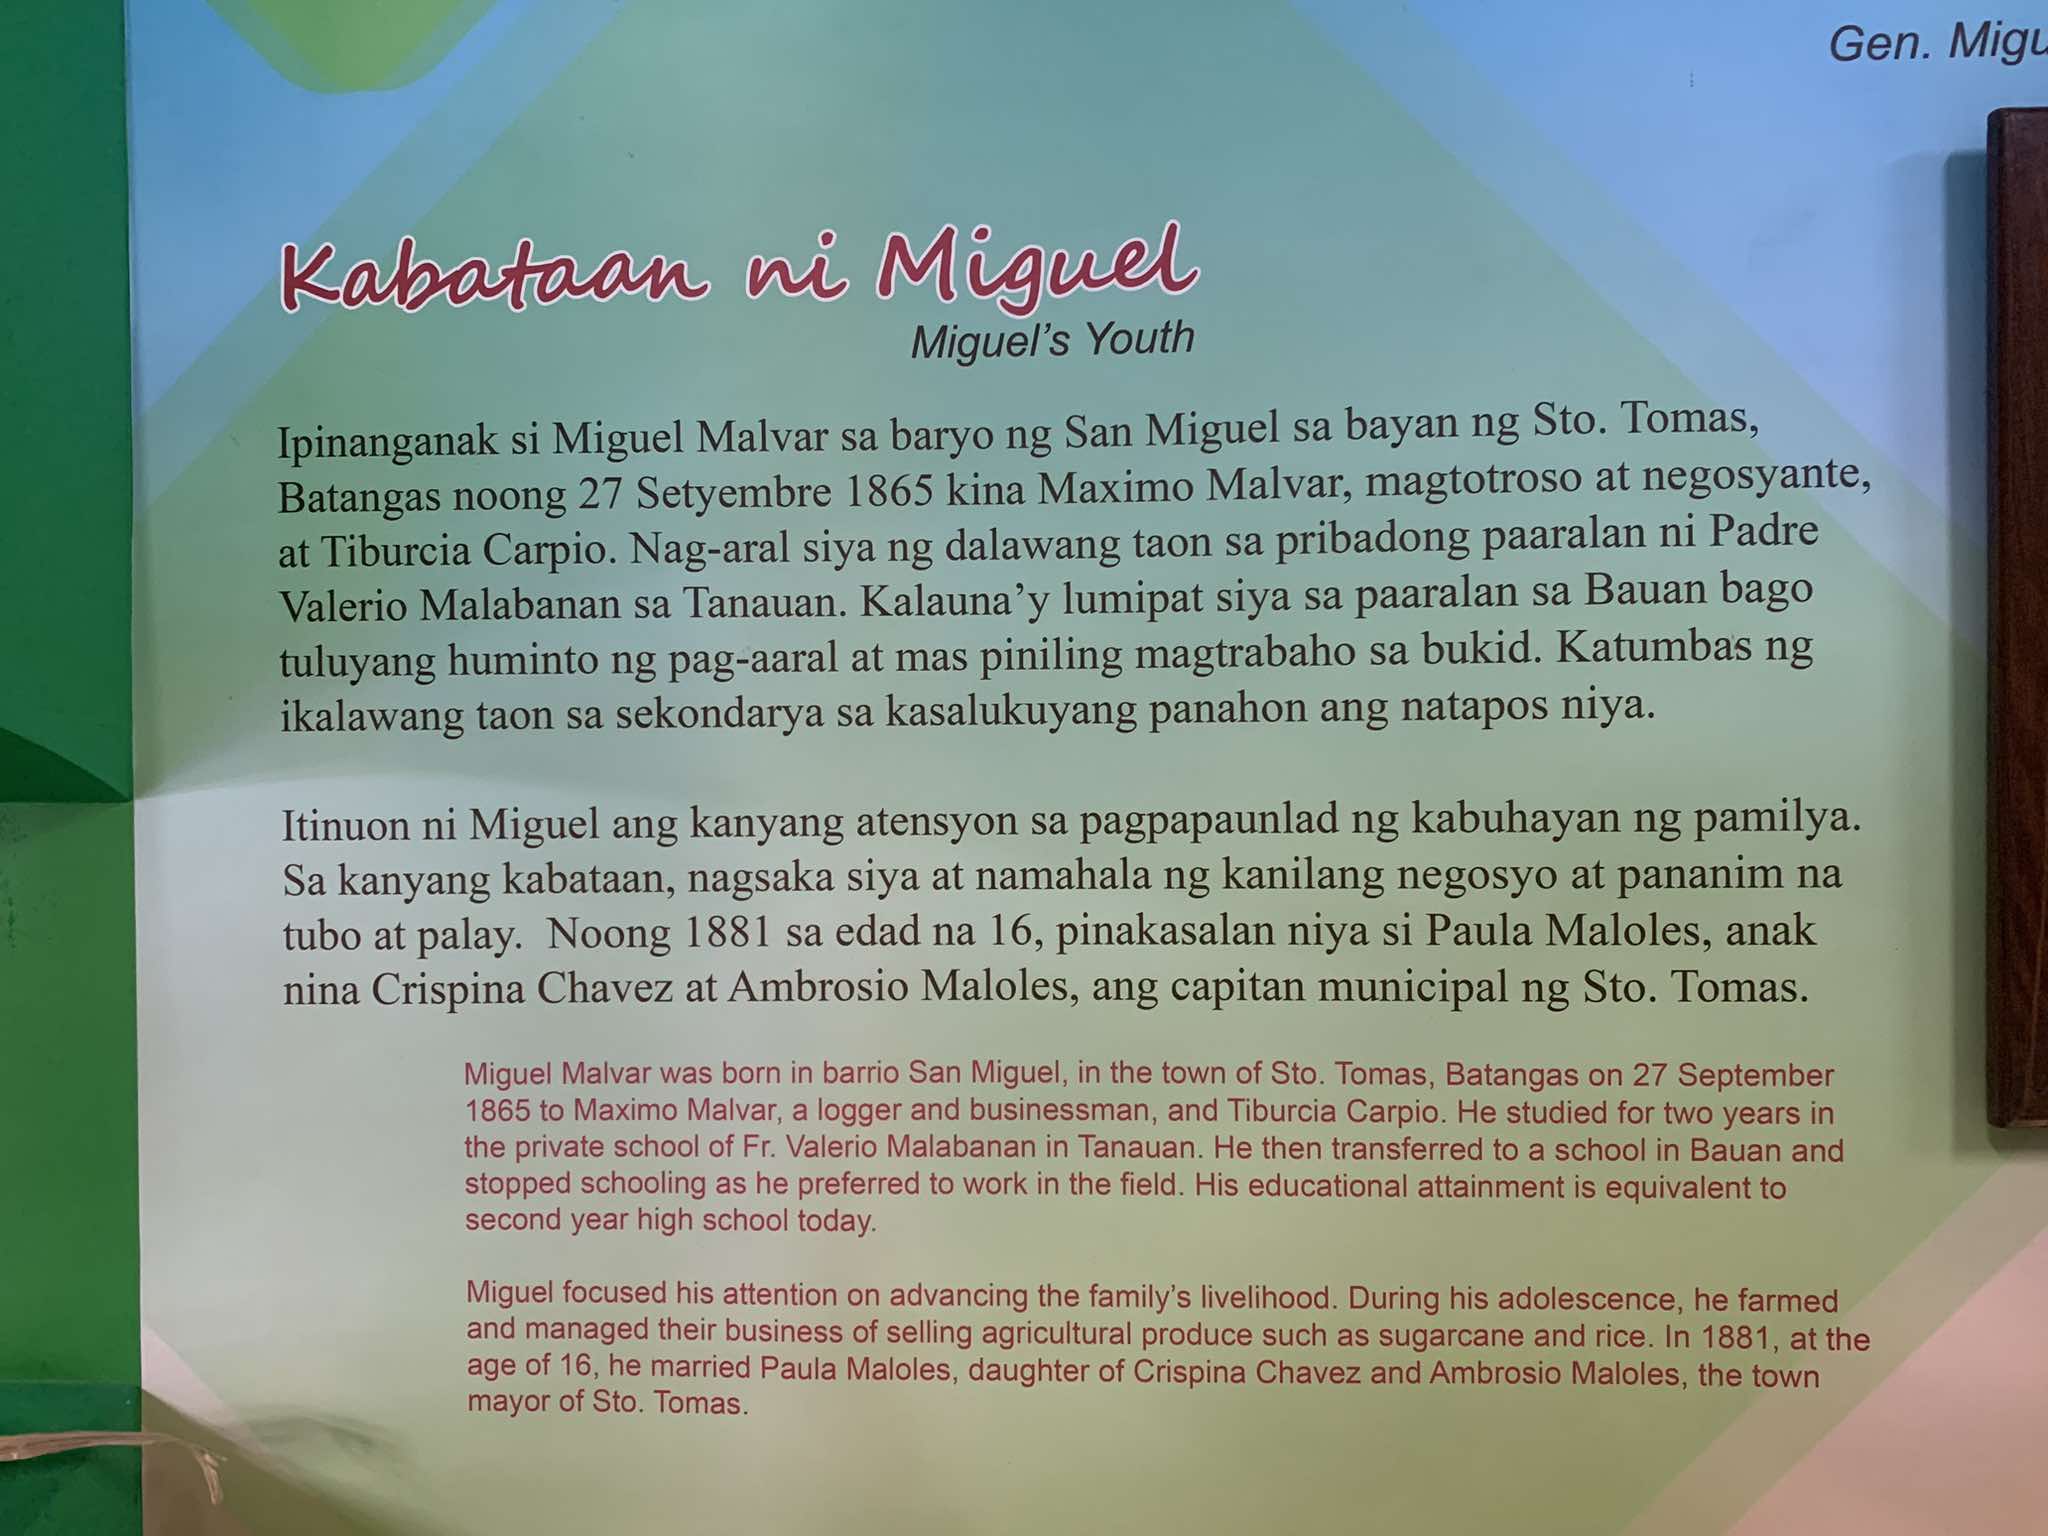 Gen. Migu
Kabataan ni Miguel
Miguel's Youth
Ipinanganak si Miguel Malvar sa baryo ng San Miguel sa bayan ng Sto. Tomas,
Batangas noong 27 Setyembre 1865 kina Maximo Malvar, magtotroso at negosyante,
at Tiburcia Carpio. Nag-aral siya ng dalawang taon sa pribadong paaralan ni Padre
Valerio Malabanan sa Tanauan. Kalauna'y lumipat siya sa paaralan sa Bauan bago
tuluyang huminto ng pag-aaral at mas piniling magtrabaho sa bukid. Katumbas ng
ikalawang taon sa sekondarya sa kasalukuyang panahon ang natapos niya.
Itinuon ni Miguel ang kanyang atensyon sa pagpapaunlad ng kabuhayan ng pamilya.
Sa kanyang kabataan, nagsaka siya at namahala ng kanilang negosyo at pananim na
tubo at palay. Noong 1881 sa edad na 16, pinakasalan niya si Paula Maloles, anak
nina Crispina Chavez at Ambrosio Maloles, ang capitan municipal ng Sto. Tomas.
Miguel Malvar was born in barrio San Miguel, in the town of Sto. Tomas, Batangas on 27 September
1865 to Maximo Malvar, a logger and businessman, and Tiburcia Carpio. He studied for two years in
the private school of Fr. Valerio Malabanan in Tanauan. He then transferred to a school in Bauan and
stopped schooling as he preferred to work in the field. His educational attainment is equivalent to
second year high school today.
Miguel focused his attention on advancing the family's livelihood. During his adolescence, he farmed
and managed their business of selling agricultural produce such as sugarcane and rice. In 1881, at the
age of 16, he married Paula Maloles, daughter of Crispina Chavez and Ambrosio Maloles, the town
mayor of Sto. Tomas.